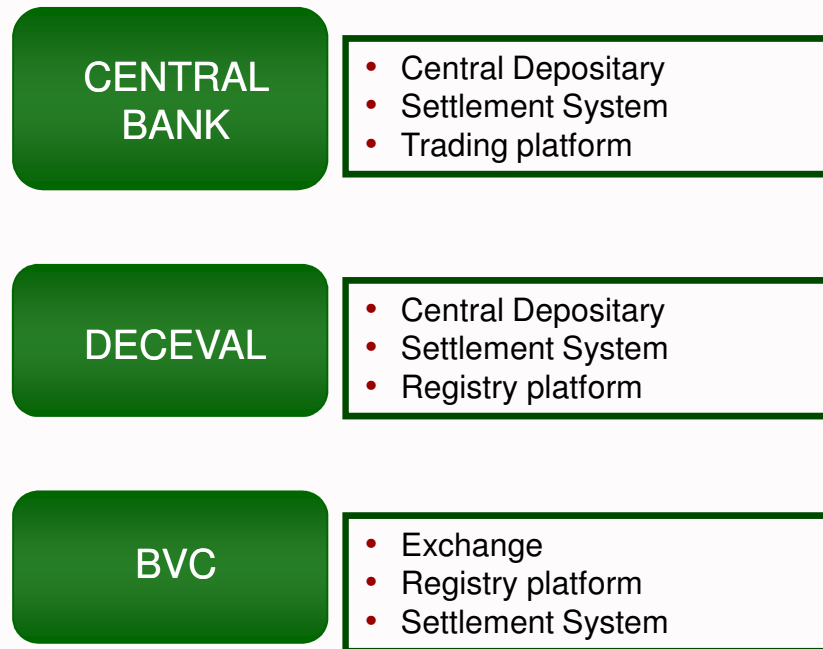 CENTRAL
BANK
• Central Depositary
• Settlement System
• Trading platform
DECEVAL
• Central Depositary
• Settlement System
• Registry platform
BVC
• Exchange
• Registry platform
• Settlement System